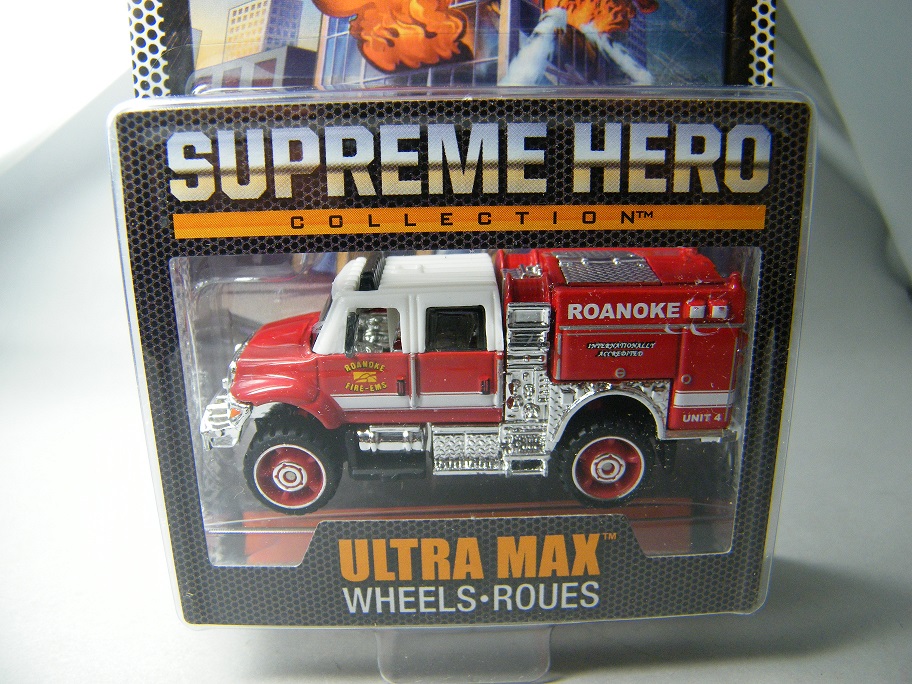 SUPREME HERO
COLLECTION™
ROANOKE
INTERNATIONALLY
ACCREDITED
ROANOKE
FIRE-EMS
UNIT 4
ULTRA MAX™
WHEELS•ROUES